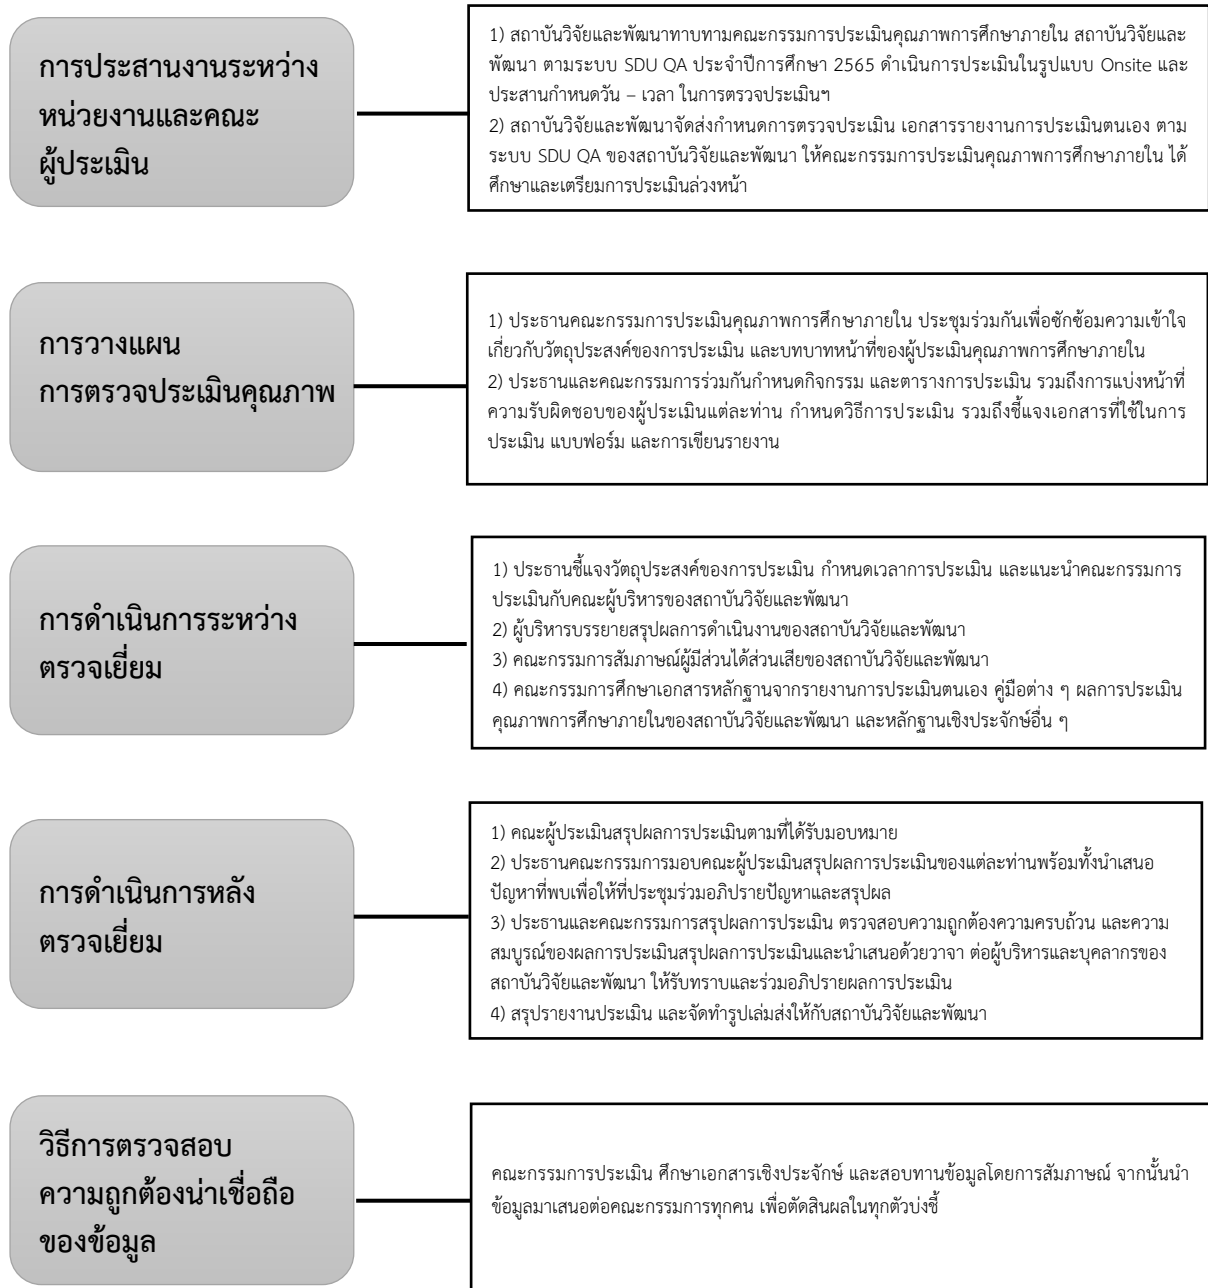 การประสานงานระหว่าง
หน่วยงานและคณะ
ผู้ประเมิน
1) สถาบันวิจัยและพัฒนาทาบทามคณะกรรมการประเมินคุณภาพการศึกษาภายใน สถาบันวิจัยและ
พัฒนา ตามระบบ SDU QA ประจำปีการศึกษา 2565 ดำเนินการประเมินในรูปแบบ Onsite และ
ประสานกำหนดวัน – เวลา ในการตรวจประเมินฯ
2) สถาบันวิจัยและพัฒนาจัดส่งกำหนดการตรวจประเมิน เอกสารรายงานการประเมินตนเอง ตาม
ระบบ SDU QA ของสถาบันวิจัยและพัฒนา ให้คณะกรรมการประเมินคุณภาพการศึกษาภายใน ได้
ศึกษาและเตรียมการประเมินล่วงหน้า
การวางแผน
การตรวจประเมินคุณภาพ
1) ประธานคณะกรรมการประเมินคุณภาพการศึกษาภายใน ประชุมร่วมกันเพื่อซักซ้อมความเข้าใจ
เกี่ยวกับวัตถุประสงค์ของการประเมิน และบทบาทหน้าที่ของผู้ประเมินคุณภาพการศึกษาภายใน
2) ประธานและคณะกรรมการร่วมกันกำหนดกิจกรรม และตารางการประเมิน รวมถึงการแบ่งหน้าที่
ความรับผิดชอบของผู้ประเมินแต่ละท่าน กำหนดวิธีการประเมิน รวมถึงชี้แจงเอกสารที่ใช้ในการ
ประเมิน แบบฟอร์ม และการเขียนรายงาน
การดำเนินการระหว่าง
ตรวจเยี่ยม
1) ประธานชี้แจงวัตถุประสงค์ของการประเมิน กำหนดเวลาการประเมิน และแนะนำคณะกรรมการ
ประเมินกับคณะผู้บริหารของสถาบันวิจัยและพัฒนา
2) ผู้บริหารบรรยายสรุปผลการดำเนินงานของสถาบันวิจัยและพัฒนา
3) คณะกรรมการสัมภาษณ์ผู้มีส่วนได้ส่วนเสียของสถาบันวิจัยและพัฒนา
4) คณะกรรมการศึกษาเอกสารหลักฐานจากรายงานการประเมินตนเอง คู่มือต่าง ๆ ผลการประเมิน
คุณภาพการศึกษาภายในของสถาบันวิจัยและพัฒนา และหลักฐานเชิงประจักษ์อื่น ๆ
การดำเนินการหลัง
ตรวจเยี่ยม
1) คณะผู้ประเมินสรุปผลการประเมินตามที่ได้รับมอบหมาย
2) ประธานคณะกรรมการมอบคณะผู้ประเมินสรุปผลการประเมินของแต่ละท่านพร้อมทั้งนำเสนอ
ปัญหาที่พบเพื่อให้ที่ประชุมร่วมอภิปรายปัญหาและสรุปผล
3) ประธานและคณะกรรมการสรุปผลการประเมิน ตรวจสอบความถูกต้องความครบถ้วน และความ
สมบูรณ์ของผลการประเมินสรุปผลการประเมินและนำเสนอด้วยวาจา ต่อผู้บริหารและบุคลากรของ
สถาบันวิจัยและพัฒนา ให้รับทราบและร่วมอภิปรายผลการประเมิน
4) สรุปรายงานประเมิน และจัดทำรูปเล่มส่งให้กับสถาบันวิจัยและพัฒนา
วิธีการตรวจสอบ
ความถูกต้องน่าเชื่อถือ
ของข้อมูล
คณะกรรมการประเมิน ศึกษาเอกสารเชิงประจักษ์ และสอบทานข้อมูลโดยการสัมภาษณ์ จากนั้นนำ
ข้อมูลมาเสนอต่อคณะกรรมการทุกคน เพื่อตัดสินผลในทุกตัวบ่งชี้